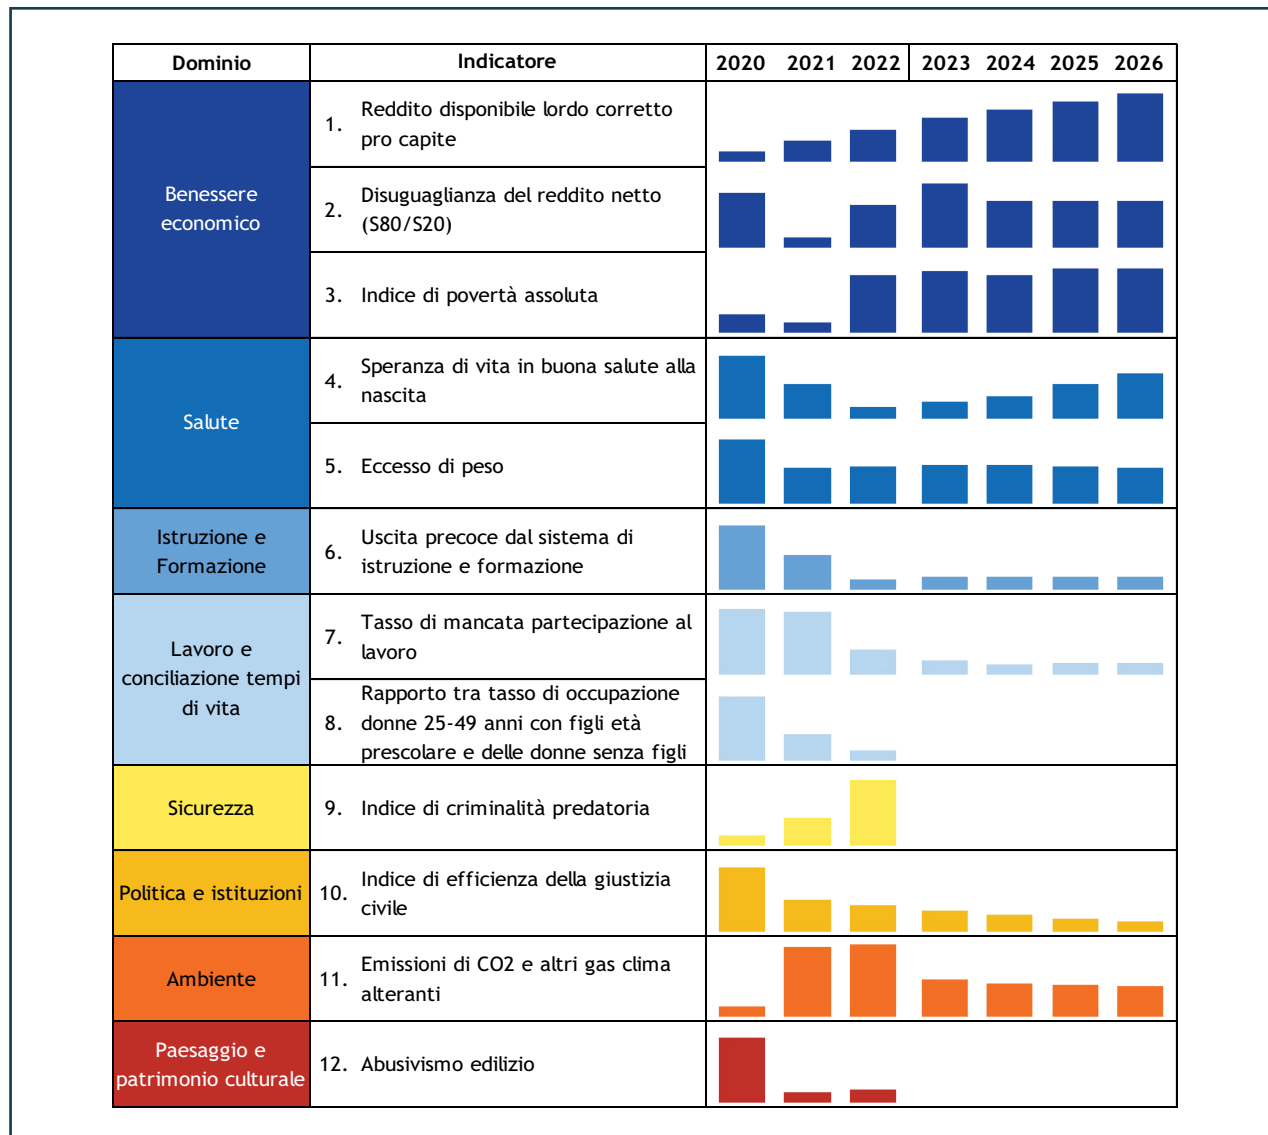 Dominio Indicatore 2020 2021 2022 2023 2024 2025 2026
Benessere
economico
1. Reddito disponibile lordo corretto
pro capite
2. Disuguaglianza del reddito netto
(S80/S20)
3. Indice di povertà assoluta
Salute
4. Speranza di vita in buona salute alla
nascita
5. Eccesso di peso
Istruzione e
Formazione
6. Uscita precoce dal sistema di
istruzione e formazione
Lavoro e
conciliazione tempi
di vita
7. Tasso di mancata partecipazione al
lavoro
8. Rapporto tra tasso di occupazione
donne 25-49 anni con figli età
prescolare e delle donne senza figli
Sicurezza
9. Indice di criminalità predatoria
Politica e istituzioni
10. Indice di efficienza della giustizia
civile
Ambiente
11. Emissioni di CO2 e altri gas clima
alteranti
Paesaggio e
patrimonio culturale
12. Abusivismo edilizio